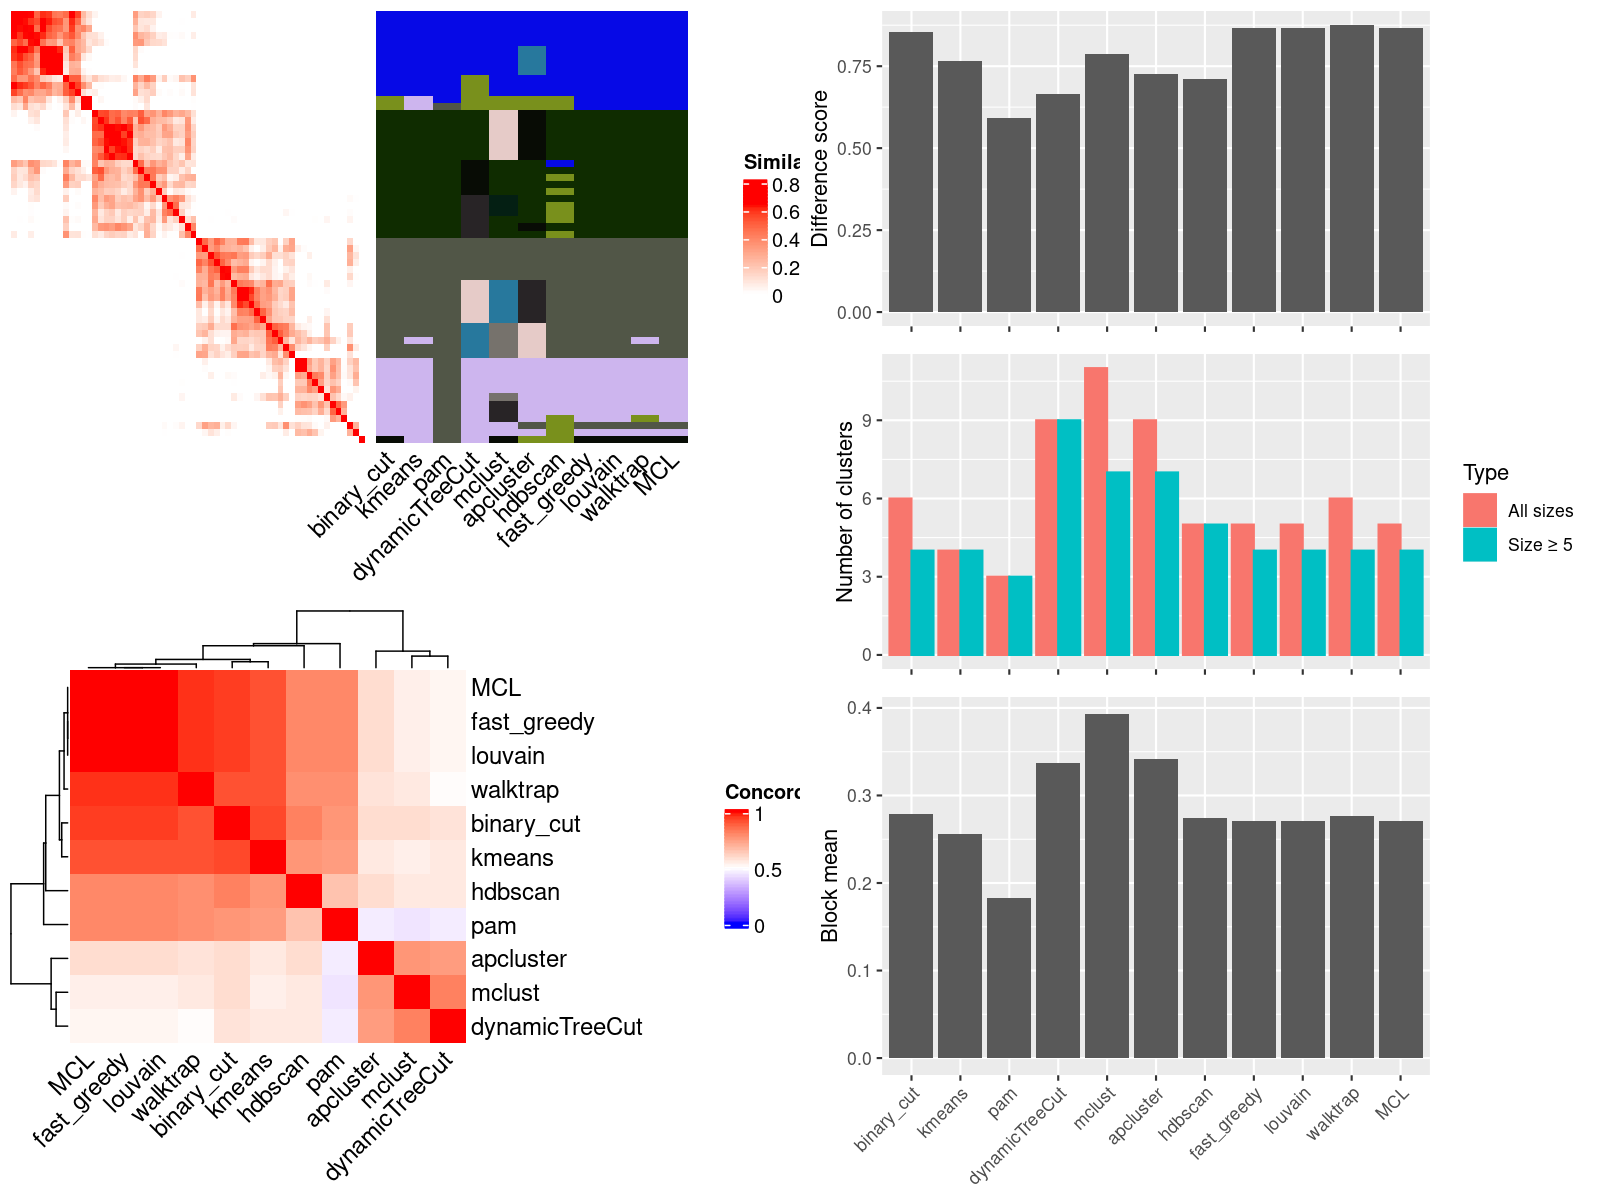 Simila
0.8
0.6
0.4
0.2
0
binary_cut
kmeans
pam
dynamicTreeCut
mclust
apcluster
hdbscan
fast_greedy
louvain
walktrap
MCL
Difference score
0.75
0.50
0.25
0.00
Number of clusters
9
6
3
0
Type
All sizes
Size ≥ 5
MCL
fast_greedy
louvain
walktrap
binary_cut
kmeans
hdbscan
pam
apcluster
mclust
dynamicTreeCut
MCL
fast_greedy
louvain
walktrap
binary_cut
kmeans
hdbscan
pam
apcluster
mclust
dynamicTreeCut
Concord
1
0.5
0
Block mean
0.4
0.3
0.2
0.1
0.0
binary_cut
kmeans
pam
dynamicTreeCut
mclust
apcluster
hdbscan
fast_greedy
louvain
walktrap
MCL